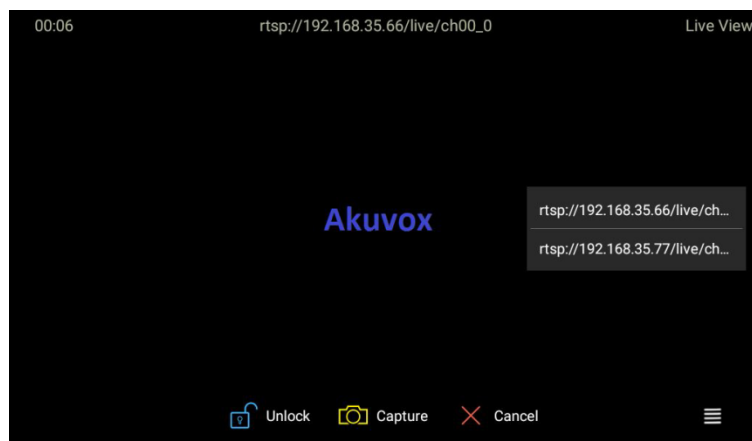 00:06 rtsp://192.168.35.66/live/ch00_0 Live View
rtsp://192.168.35.66/live/ch...
Akuvox
rtsp://192.168.35.77/live/ch...
Unlock Capture Cancel